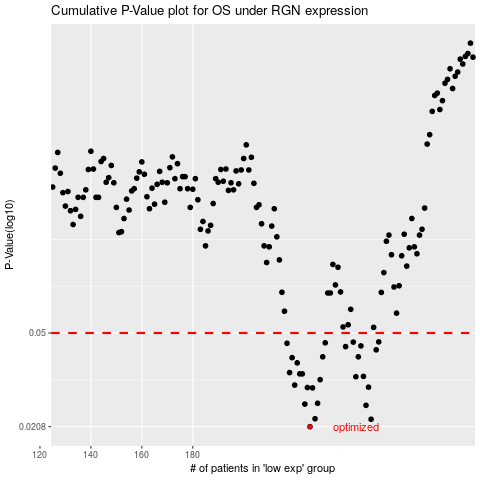 Cumulative P-Value plot for OS under RGN expression
P-Value(log10)
0.05
0.0208
optimized
120 140 160 180
# of patients in 'low exp' group